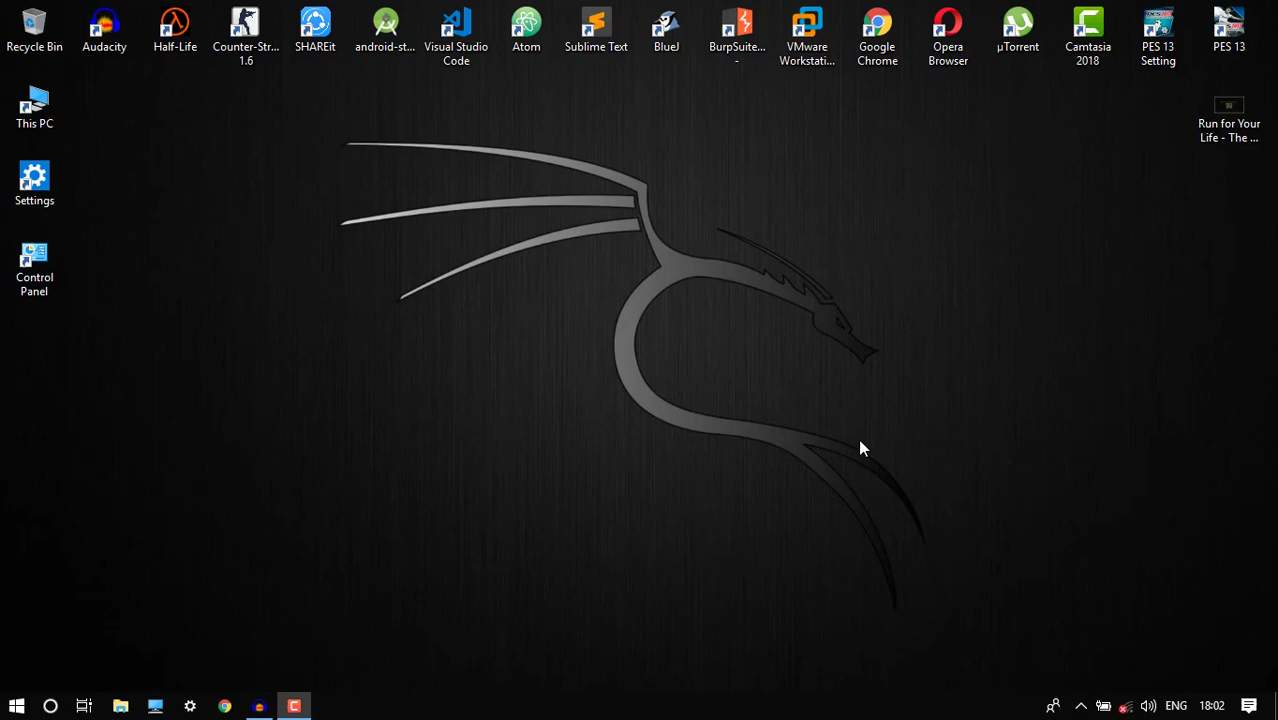 Recycle Bin
Audacity
Half-Life
Counter-Str...
1.6
SHAREit
android-st...
Visual Studio
Code
Atom
Sublime Text
BlueJ
BurpSuite...
-
VMware
Workstati...
Google
Chrome
Opera
Browser
µTorrent
Camtasia
2018
PES 13
Setting
PES 13
This PC
Run for Your
Life - The ...
Settings
Control
Panel
ENG
18:02